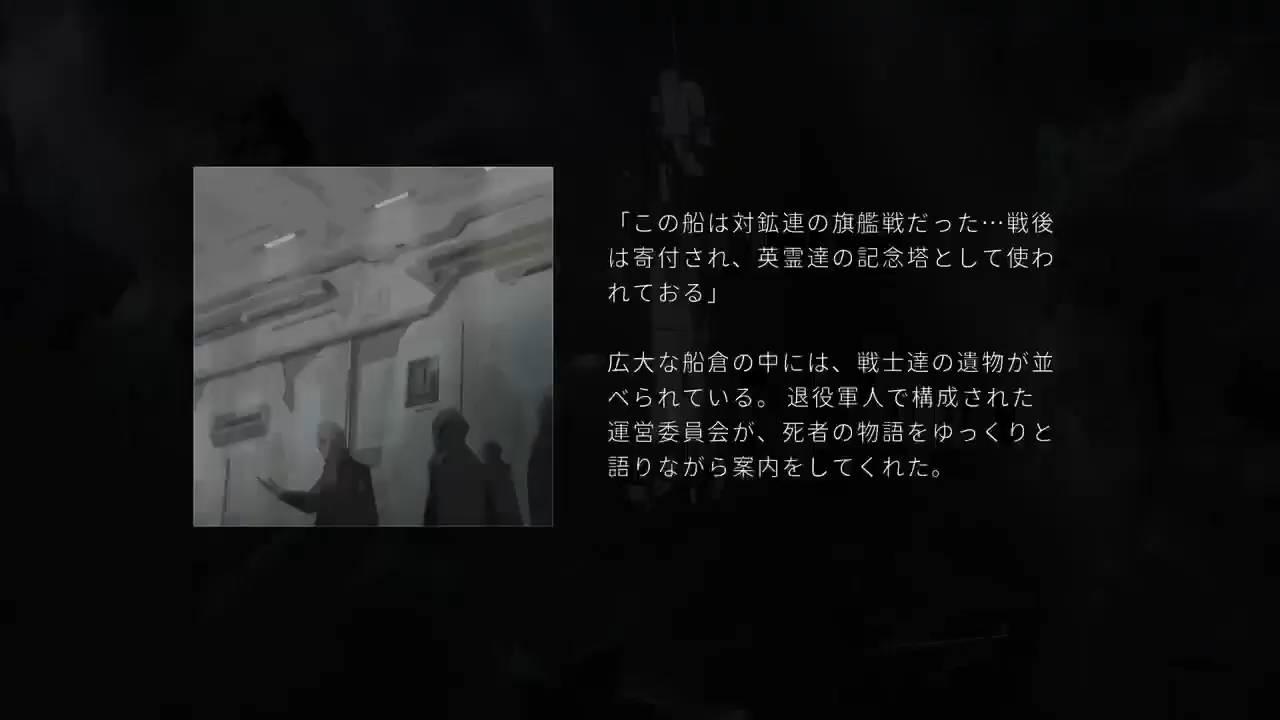 「この船は対鉱連の旗艦戦だった…戦後
は寄付され、英霊達の記念塔として使わ
れておる」
広大な船倉の中には、戦士達の遺物が並
べられている。 退役軍人で構成された
運営委員会が、死者の物語をゆっくりと
語りながら案内をしてくれた。